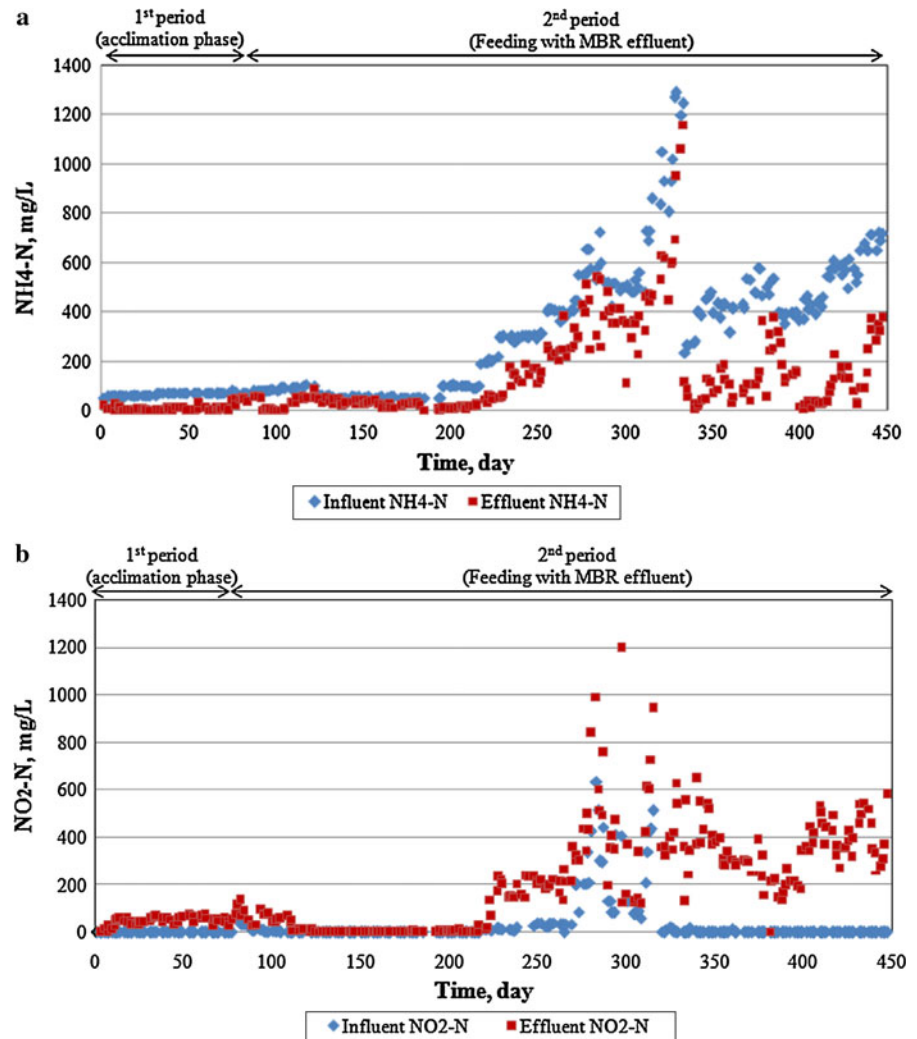 a
1st period
(acclimation phase)
2nd period
(Feeding with MBR effluent)
1400
1200
1000
800
600
400
200
0
NH4-N, mg/L
0 50 100 150 200 250 300 350 400 450
Time, day
Influent NH4-N Effluent NH4-N
b
1st period
(acclimation phase)
2nd period
(Feeding with MBR effluent)
1400
1200
1000
800
600
400
200
0
NO2-N, mg/L
0 50 100 150 200 250 300 350 400 450
Time, day
Influent NO2-N Effluent NO2-N